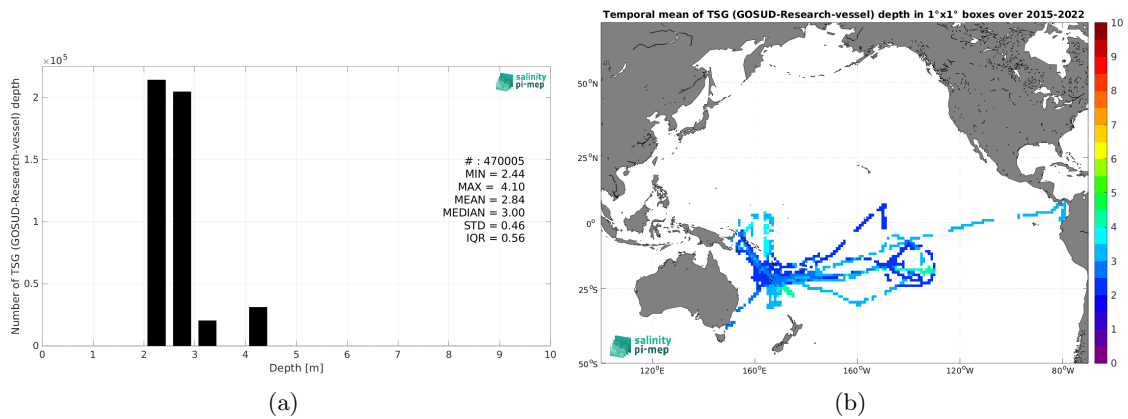 ×10⁵
2
1.5
1
0.5
0
Number of TSG (GOSUD-Research-vessel) depth
0 1 2 3 4 5 6 7 8 9 10
Depth [m]
salinity
pi-mep
# : 470005
MIN = 2.44
MAX = 4.10
MEAN = 2.84
MEDIAN = 3.00
STD = 0.46
IQR = 0.56
(a)
Temporal mean of TSG (GOSUD-Research-vessel) depth in 1°x1° boxes over 2015-2022
50°N
25°N
0°
25°S
50°S
120°E 160°E 160°W 120°W 80°W
salinity
pi-mep
10
9
8
7
6
5
4
3
2
1
0
(b)